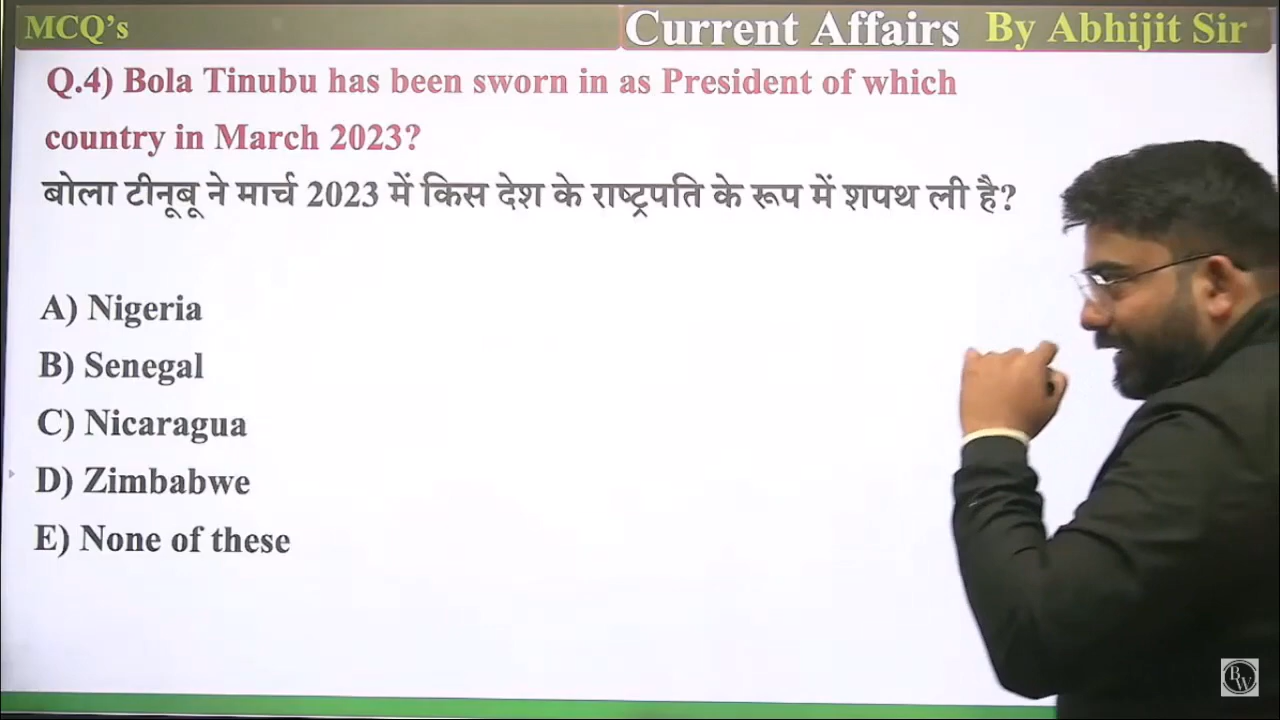 MCQ's
Current Affairs By Abhijit Sir
Q.4) Bola Tinubu has been sworn in as President of which
country in March 2023?
बोला टीनूबू ने मार्च 2023 में किस देश के राष्ट्रपति के रूप में शपथ ली है?
A) Nigeria
B) Senegal
C) Nicaragua
D) Zimbabwe
E) None of these
PW